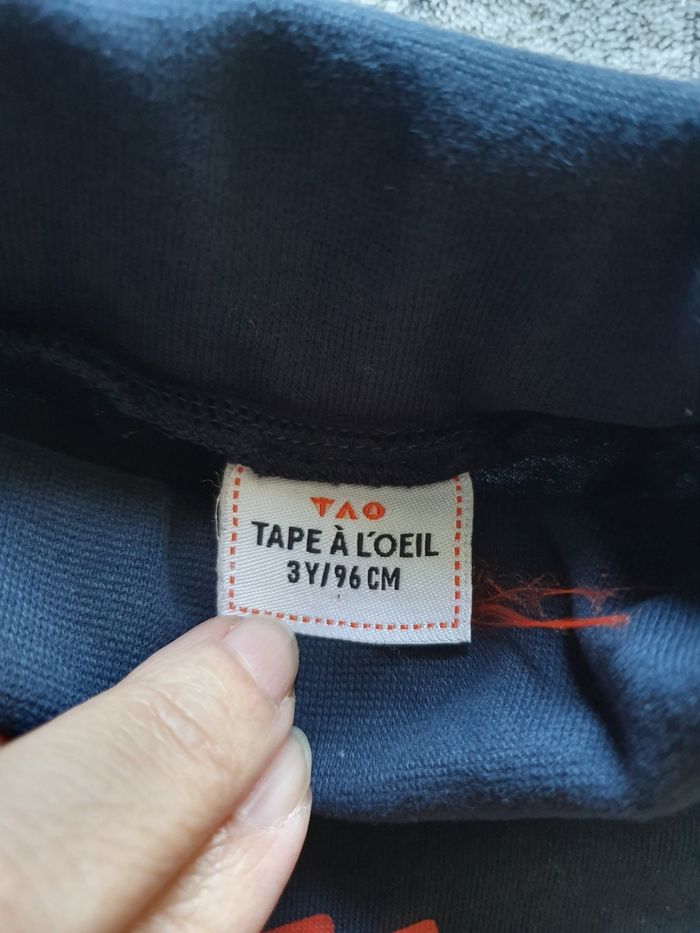 TAO
TAPE À L'OEIL
3Y/96 CM